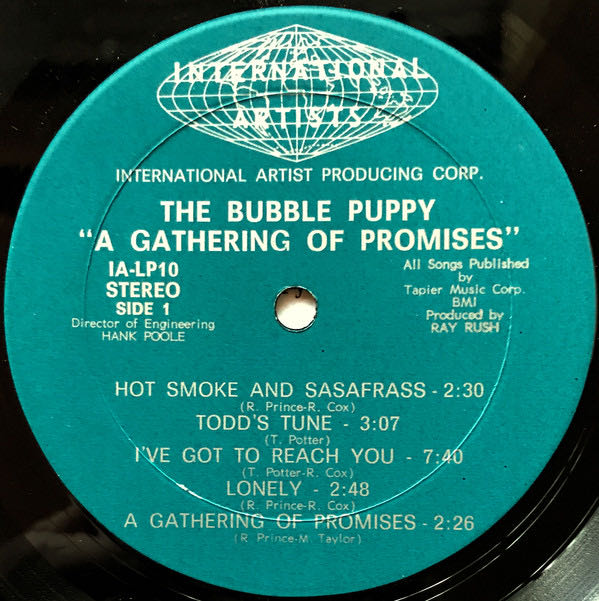 INTERNATIONAL
ARTISTS
INTERNATIONAL ARTIST PRODUCING CORP.
THE BUBBLE PUPPY
"A GATHERING OF PROMISES"
IA-LP10
STEREO
SIDE 1
Director of Engineering
HANK POOLE
All Songs Published
by
Tapier Music Corp.
BMI
Produced by
RAY RUSH
HOT SMOKE AND SASAFRASS - 2:30
(R. Prince-R. Cox)
TODD'S TUNE - 3:07
(T. Potter)
I'VE GOT TO REACH YOU - 7:40
(T. Potter-R. Cox)
LONELY - 2:48
(R. Prince-R. Cox)
A GATHERING OF PROMISES - 2:26
(R. Prince-M. Taylor)